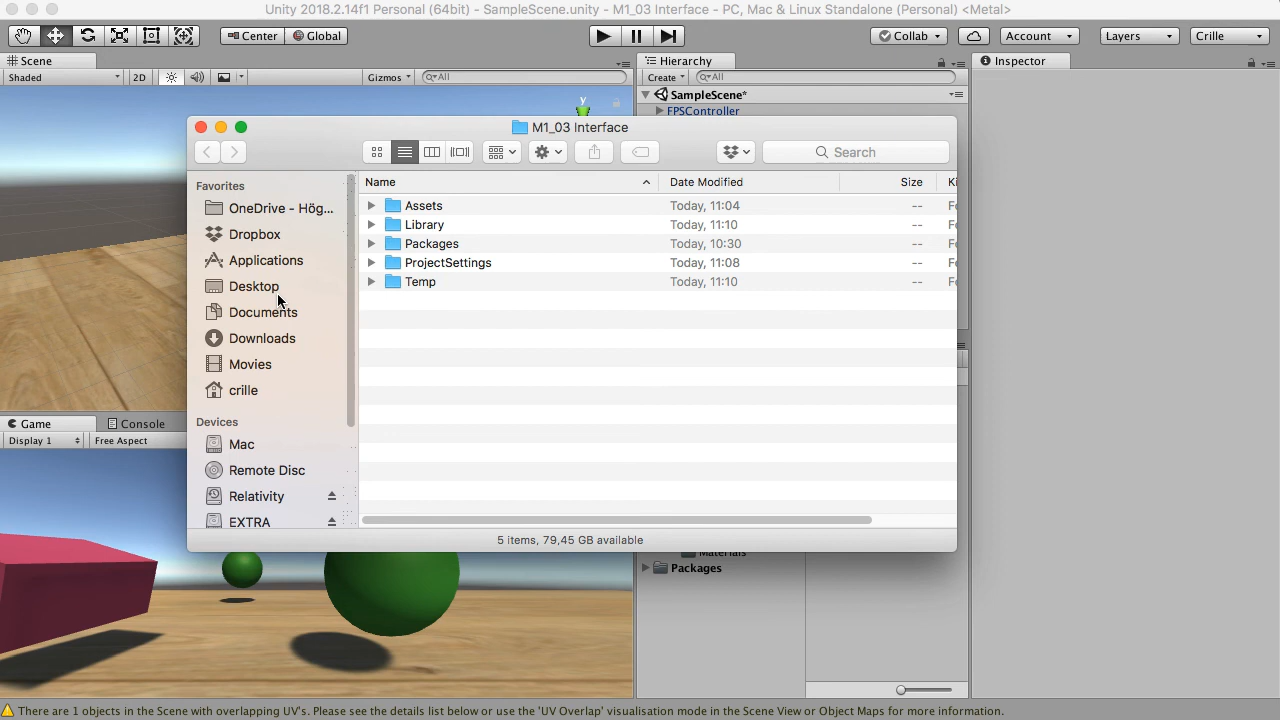 Unity 2018.2.14f1 Personal (64bit) - SampleScene.unity - M1_03 Interface - PC, Mac & Linux Standalone (Personal) <Metal>
Center Global Collab Account Layers Crille
Scene
Shaded 2D Gizmos All
y
Hierarchy
Create All
SampleScene*
FPSController
Inspector
M1_03 Interface
Search
Favorites
OneDrive - Hög...
Dropbox
Applications
Desktop
Documents
Downloads
Movies
crille
Devices
Mac
Remote Disc
Relativity
EXTRA
Name Date Modified Size
Assets Today, 11:04 --
Library Today, 11:10 --
Packages Today, 10:30 --
ProjectSettings Today, 11:08 --
Temp Today, 11:10 --
5 items, 79,45 GB available
Game Console
Display 1 Free Aspect
Materials
Packages
There are 1 objects in the Scene with overlapping UV's. Please see the details list below or use the 'UV Overlap' visualisation mode in the Scene View or Object Maps for more information.